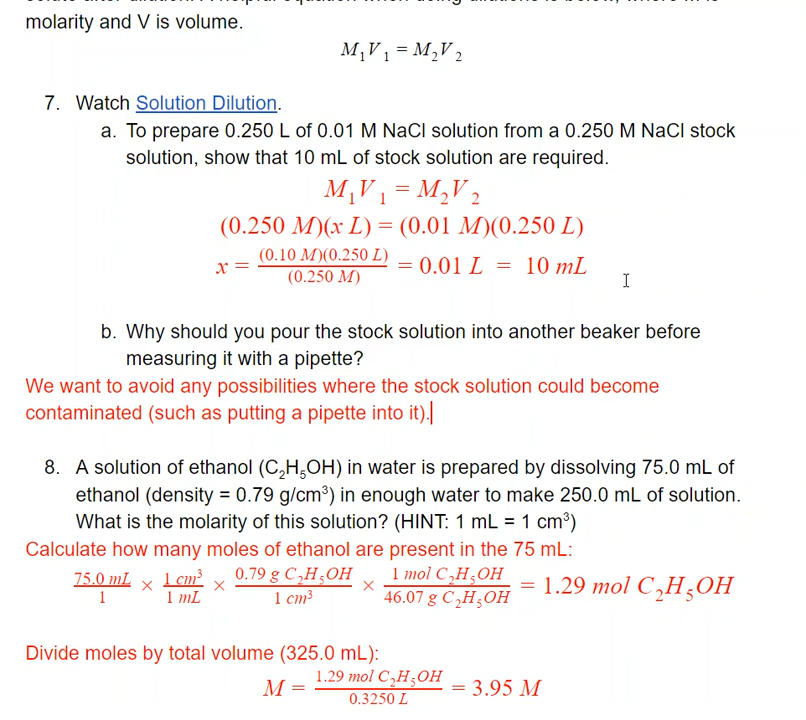 molarity and V is volume.
M₁V₁ = M₂V₂
7. Watch Solution Dilution.
a. To prepare 0.250 L of 0.01 M NaCl solution from a 0.250 M NaCl stock
solution, show that 10 mL of stock solution are required.
M₁V₁ = M₂V₂
(0.250 M)(x L) = (0.01 M)(0.250 L)
x = (0.10 M)(0.250 L) / (0.250 M) = 0.01 L = 10 mL
b. Why should you pour the stock solution into another beaker before
measuring it with a pipette?
We want to avoid any possibilities where the stock solution could become
contaminated (such as putting a pipette into it).
8. A solution of ethanol (C₂H₅OH) in water is prepared by dissolving 75.0 mL of
ethanol (density = 0.79 g/cm³) in enough water to make 250.0 mL of solution.
What is the molarity of this solution? (HINT: 1 mL = 1 cm³)
Calculate how many moles of ethanol are present in the 75 mL:
75.0 mL / 1 × 1 cm³ / 1 mL × 0.79 g C₂H₅OH / 1 cm³ × 1 mol C₂H₅OH / 46.07 g C₂H₅OH = 1.29 mol C₂H₅OH
Divide moles by total volume (325.0 mL):
M = 1.29 mol C₂H₅OH / 0.3250 L = 3.95 M